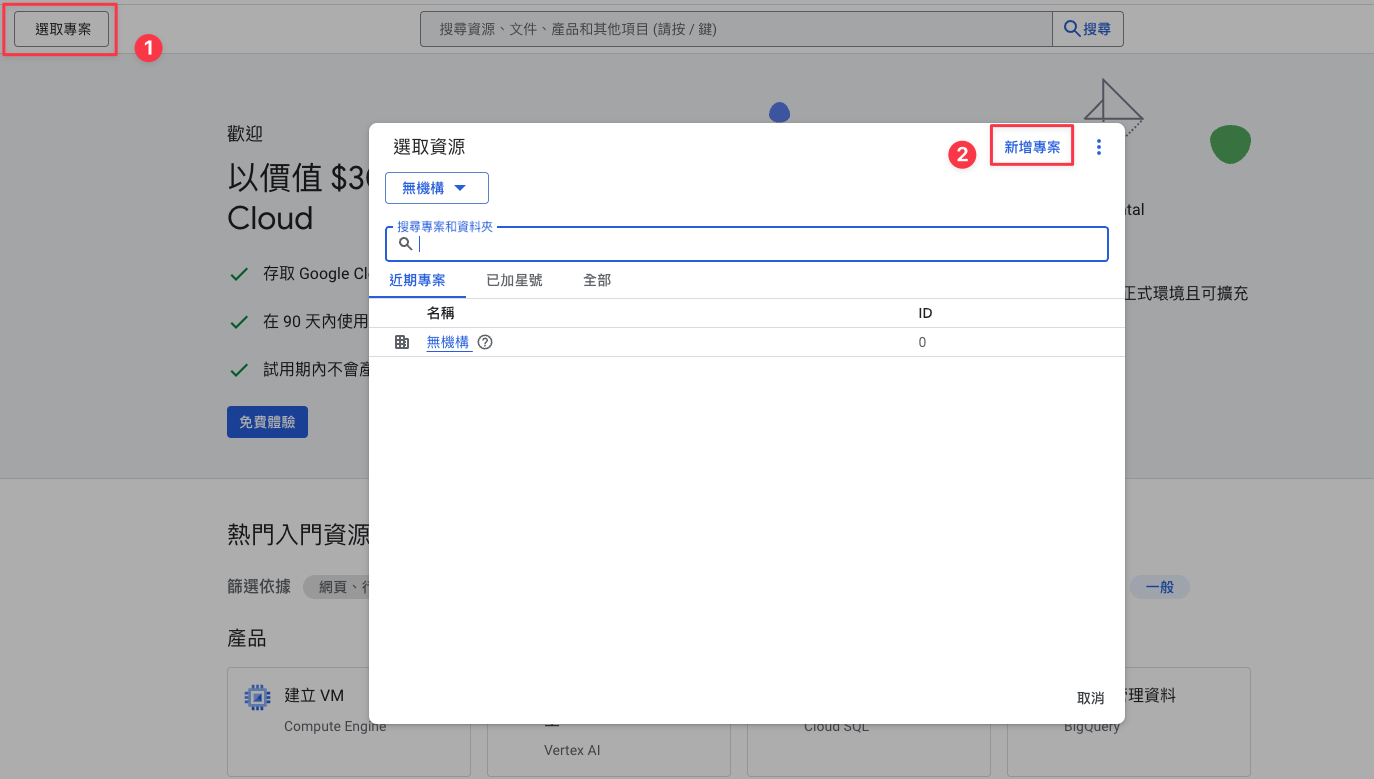 選取專案
1
搜尋資源、文件、產品和其他項目 (請按 / 鍵)
搜尋
歡迎
以價值 $30
Cloud
存取 Google Cl
在 90 天內使用
試用期內不會產
免費體驗
選取資源
2
新增專案
無機構
搜尋專案和資料夾
近期專案 已加星號 全部
名稱 ID
無機構 0
取消
ntal
正式環境且可擴充
熱門入門資源
篩選依據 網頁、行
一般
產品
建立 VM
Compute Engine
Vertex AI
Cloud SQL
管理資料
BigQuery